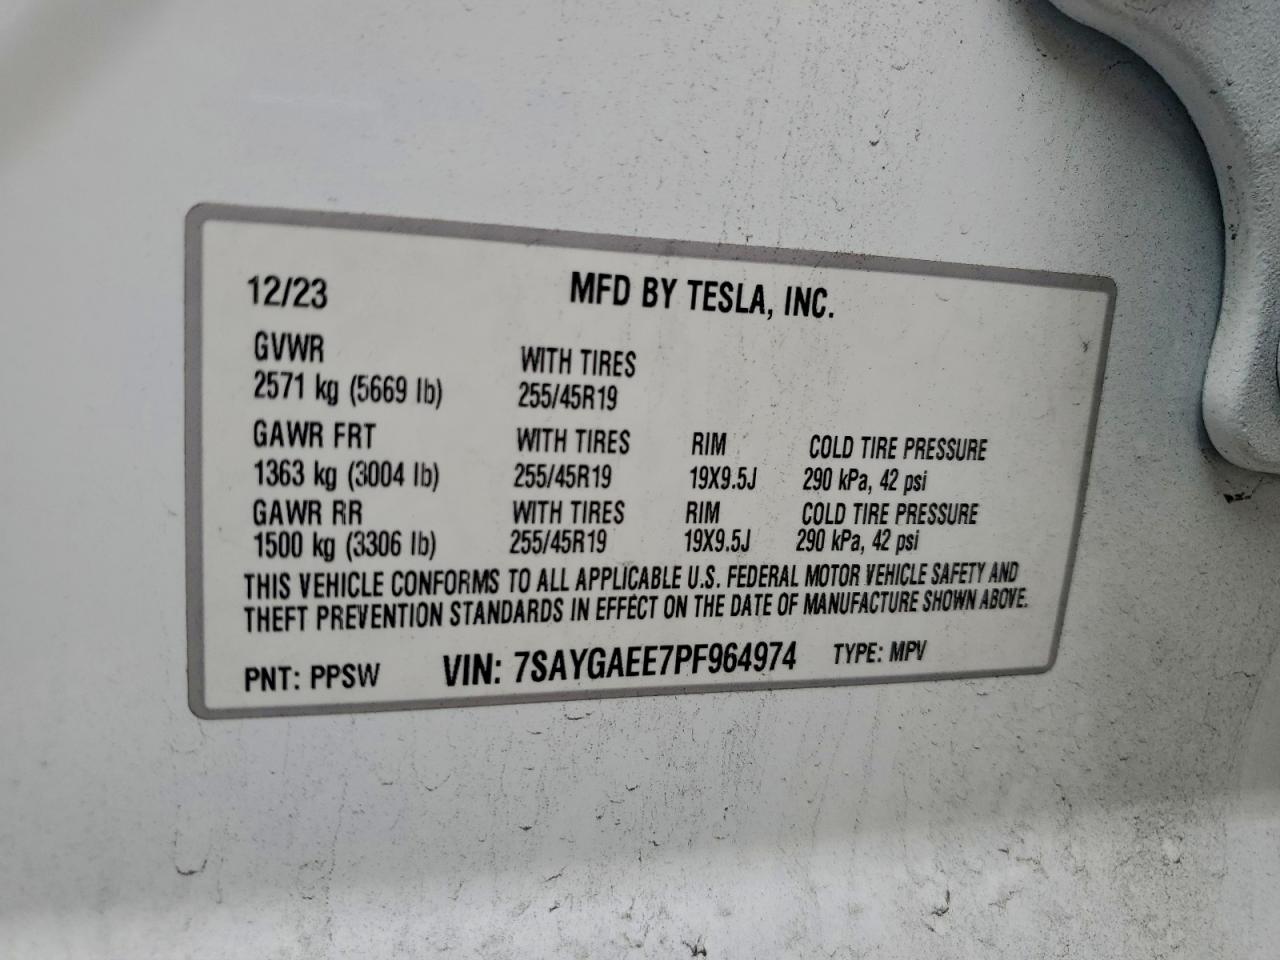 12/23 MFD BY TESLA, INC.
GVWR WITH TIRES
2571 kg (5669 lb) 255/45R19
GAWR FRT WITH TIRES RIM COLD TIRE PRESSURE
1363 kg (3004 lb) 255/45R19 19X9.5J 290 kPa, 42 psi
GAWR RR WITH TIRES RIM COLD TIRE PRESSURE
1500 kg (3306 lb) 255/45R19 19X9.5J 290 kPa, 42 psi
THIS VEHICLE CONFORMS TO ALL APPLICABLE U.S. FEDERAL MOTOR VEHICLE SAFETY AND
THEFT PREVENTION STANDARDS IN EFFECT ON THE DATE OF MANUFACTURE SHOWN ABOVE.
PNT: PPSW VIN: 7SAYGAEE7PF964974 TYPE: MPV